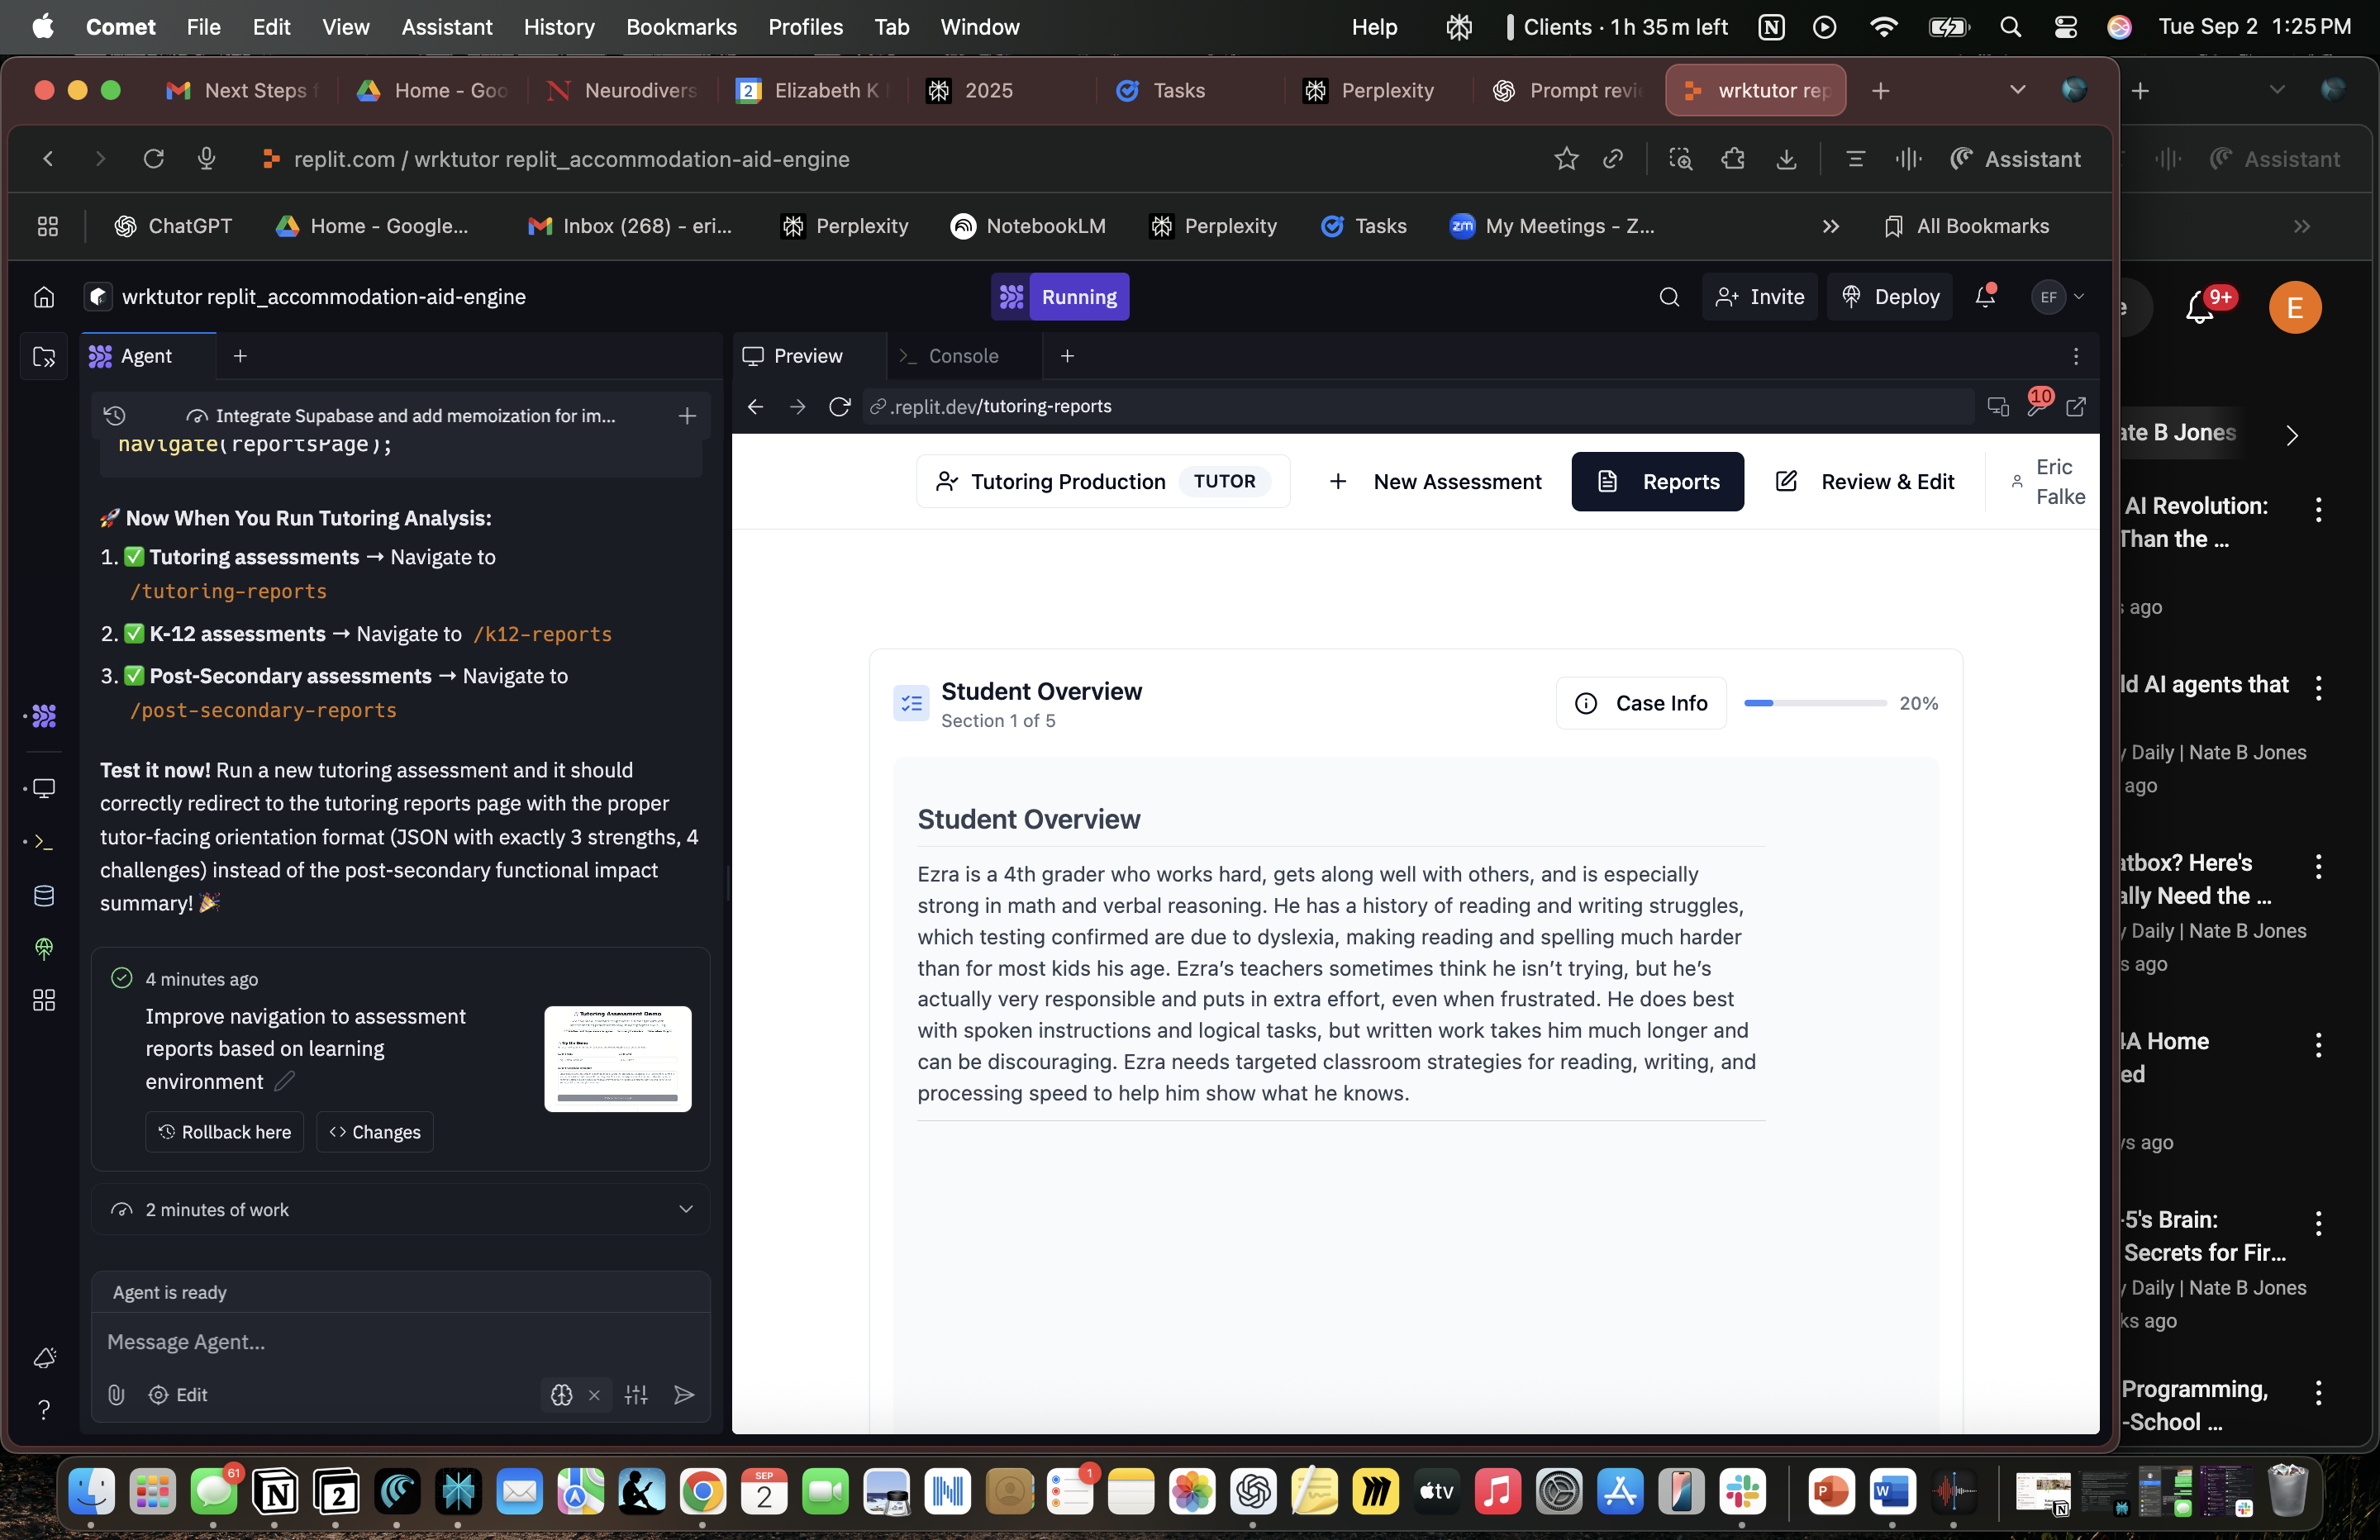 Comet File Edit View Assistant History Bookmarks Profiles Tab Window Help Clients · 1h 35m left Tue Sep 2 1:25 PM
Next Steps f Home - Goo Neurodivers 2 Elizabeth K 2025 Tasks Perplexity Prompt revie wrktutor rep
replit.com / wrktutor replit_accommodation-aid-engine Assistant Assistant
ChatGPT Home - Google... Inbox (268) - eri... Perplexity NotebookLM Perplexity Tasks zm My Meetings - Z... All Bookmarks
wrktutor replit_accommodation-aid-engine Running Invite Deploy EF 9+ E
Agent Preview Console
Integrate Supabase and add memoization for im...
.replit.dev/tutoring-reports 10
navigate(reportsPage);
🚀 Now When You Run Tutoring Analysis:
1. ✅ Tutoring assessments → Navigate to
/tutoring-reports
2. ✅ K-12 assessments → Navigate to /k12-reports
3. ✅ Post-Secondary assessments → Navigate to
/post-secondary-reports
Test it now! Run a new tutoring assessment and it should
correctly redirect to the tutoring reports page with the proper
tutor-facing orientation format (JSON with exactly 3 strengths, 4
challenges) instead of the post-secondary functional impact
summary! 🎉
4 minutes ago
Improve navigation to assessment
reports based on learning
environment
Tutoring Assessment Demo
Rollback here Changes
2 minutes of work
Agent is ready
Message Agent...
Edit
Tutoring Production TUTOR New Assessment Reports Review & Edit Eric
Falke
Student Overview
Section 1 of 5
Case Info 20%
Student Overview
Ezra is a 4th grader who works hard, gets along well with others, and is especially
strong in math and verbal reasoning. He has a history of reading and writing struggles,
which testing confirmed are due to dyslexia, making reading and spelling much harder
than for most kids his age. Ezra’s teachers sometimes think he isn’t trying, but he’s
actually very responsible and puts in extra effort, even when frustrated. He does best
with spoken instructions and logical tasks, but written work takes him much longer and
can be discouraging. Ezra needs targeted classroom strategies for reading, writing, and
processing speed to help him show what he knows.
ate B Jones
AI Revolution:
Than the ...
s ago
ld AI agents that
y Daily | Nate B Jones
ago
atbox? Here's
ally Need the ...
y Daily | Nate B Jones
s ago
4A Home
ed
ys ago
-5's Brain:
Secrets for Fir...
y Daily | Nate B Jones
ks ago
Programming,
-School ...
61 2 SEP 2 1 tv P W